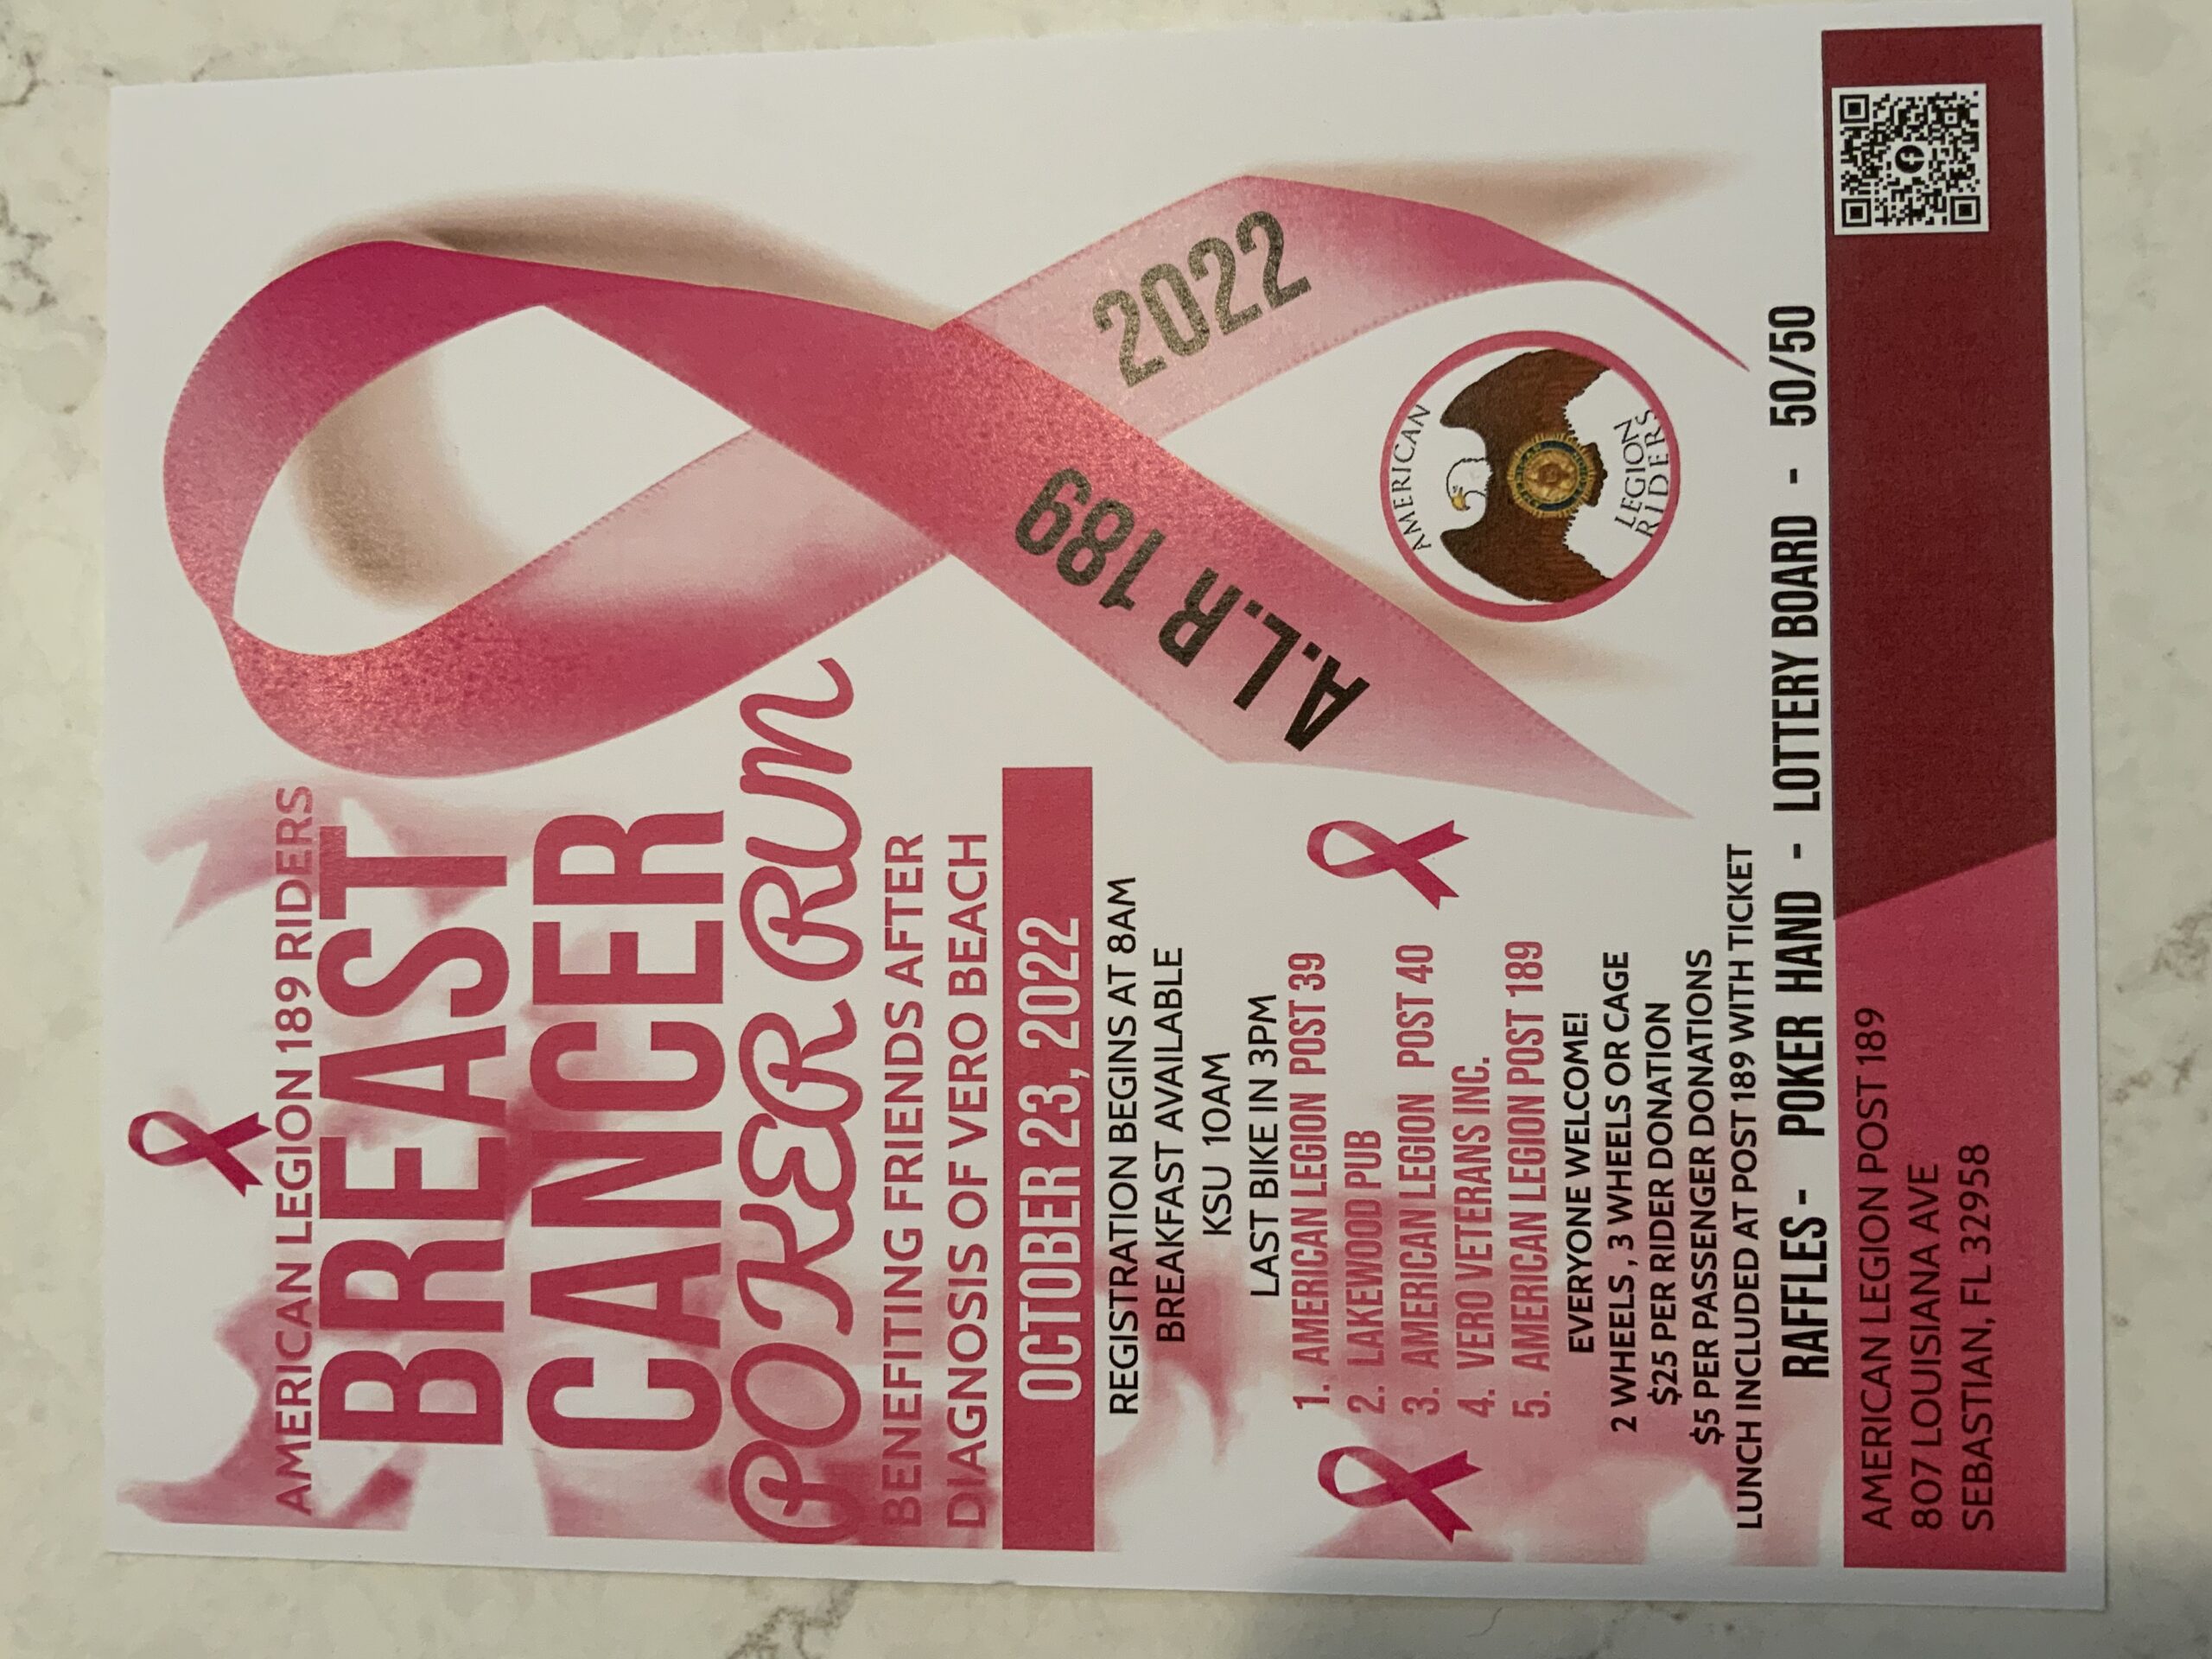 AMERICAN LEGION 189 RIDERS
BREAST
CANCER
POKER RUN
BENEFITING FRIENDS AFTER
DIAGNOSIS OF VERO BEACH
OCTOBER 23, 2022
REGISTRATION BEGINS AT 8AM
BREAKFAST AVAILABLE
KSU 10AM
LAST BIKE IN 3PM
1. AMERICAN LEGION POST 39
2. LAKEWOOD PUB
3. AMERICAN LEGION POST 40
4. VERO VETERANS INC.
5. AMERICAN LEGION POST 189
EVERYONE WELCOME!
2 WHEELS , 3 WHEELS OR CAGE
$25 PER RIDER DONATION
$5 PER PASSENGER DONATIONS
LUNCH INCLUDED AT POST 189 WITH TICKET
A.L.R 189
2022
AMERICAN
LEGION
RIDERS
RAFFLES - POKER HAND - LOTTERY BOARD - 50/50
AMERICAN LEGION POST 189
807 LOUISIANA AVE
SEBASTIAN, FL 32958